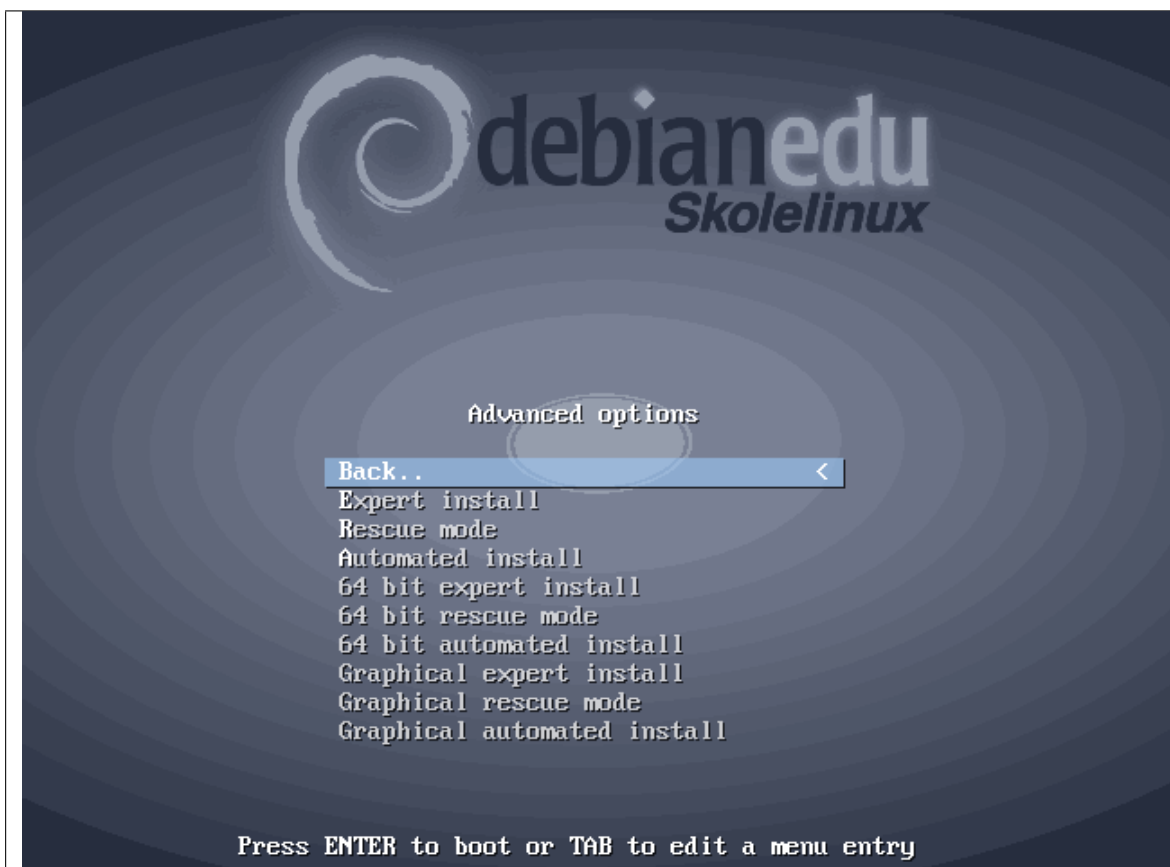 debianedu
Skolelinux
Advanced options
Back.. <
Expert install
Rescue mode
Automated install
64 bit expert install
64 bit rescue mode
64 bit automated install
Graphical expert install
Graphical rescue mode
Graphical automated install
Press ENTER to boot or TAB to edit a menu entry